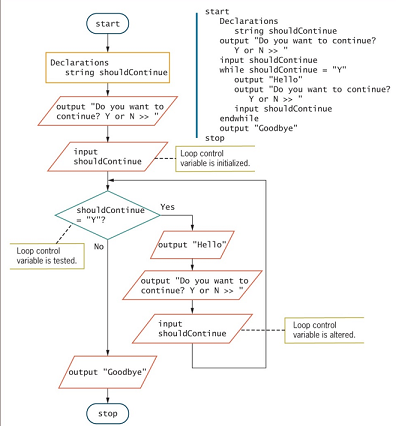 start
Declarations
string shouldContinue
output "Do you want to
continue? Y or N >> "
input
shouldContinue
Loop control
variable is initialized.
shouldContinue
= "Y"?
Yes
No
Loop control
variable is tested.
output "Hello"
output "Do you want to
continue? Y or N >> "
input
shouldContinue
Loop control
variable is altered.
output "Goodbye"
stop
start
Declarations
string shouldContinue
output "Do you want to continue?
Y or N >> "
input shouldContinue
while shouldContinue = "Y"
output "Hello"
output "Do you want to continue?
Y or N >> "
input shouldContinue
endwhile
output "Goodbye"
stop